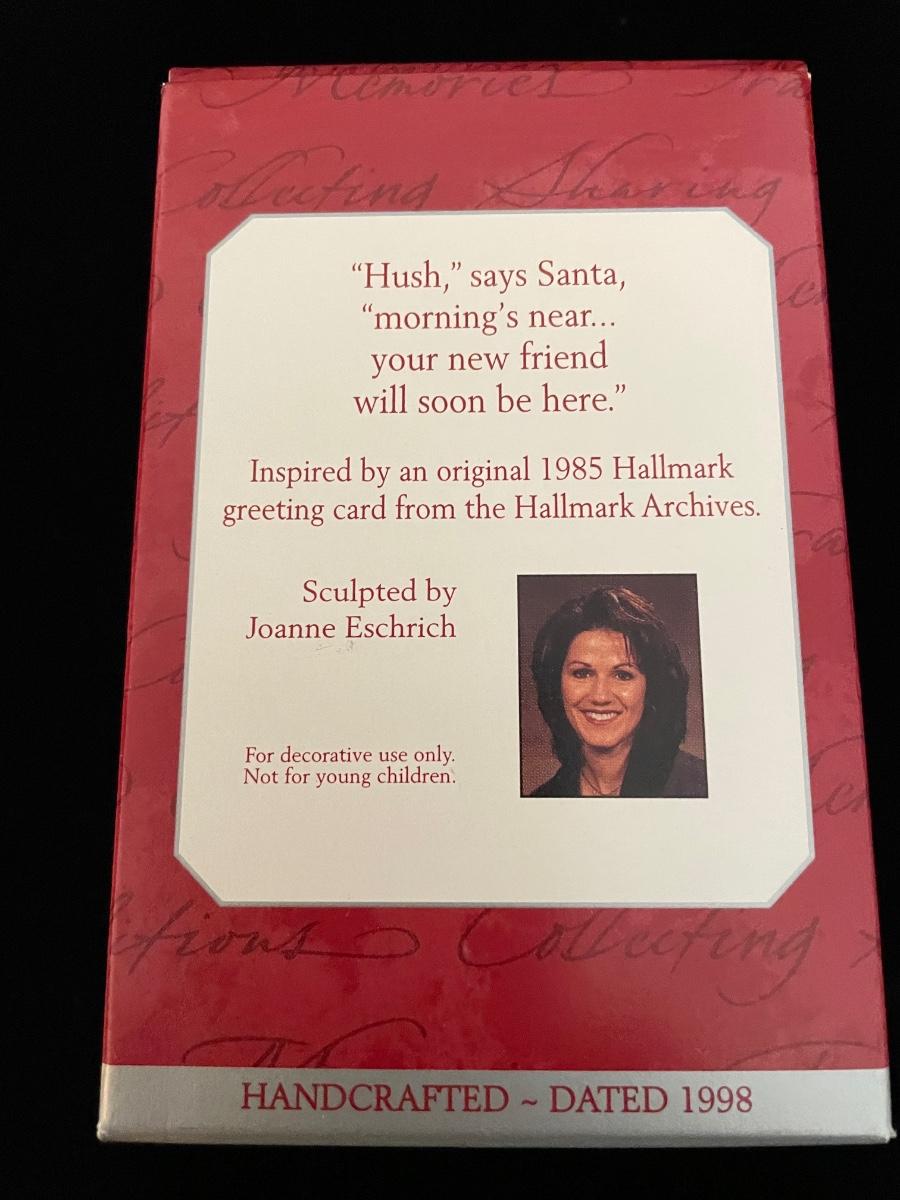 Memories
Collecting Sharing
“Hush,” says Santa,
“morning’s near...
your new friend
will soon be here.”
Inspired by an original 1985 Hallmark
greeting card from the Hallmark Archives.
Sculpted by
Joanne Eschrich
For decorative use only.
Not for young children.
Collecting
HANDCRAFTED ~ DATED 1998